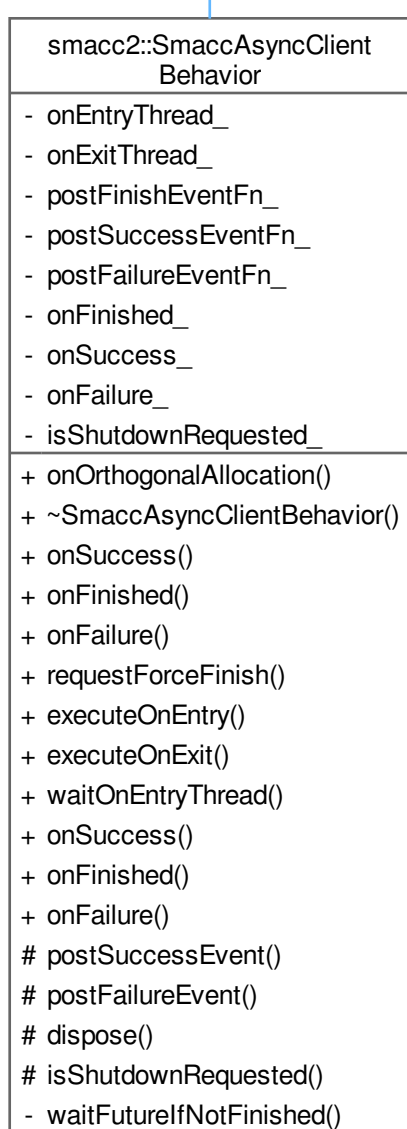 smacc2::SmaccAsyncClient
Behavior
- onEntryThread_
- onExitThread_
- postFinishEventFn_
- postSuccessEventFn_
- postFailureEventFn_
- onFinished_
- onSuccess_
- onFailure_
- isShutdownRequested_
+ onOrthogonalAllocation()
+ ~SmaccAsyncClientBehavior()
+ onSuccess()
+ onFinished()
+ onFailure()
+ requestForceFinish()
+ executeOnEntry()
+ executeOnExit()
+ waitOnEntryThread()
+ onSuccess()
+ onFinished()
+ onFailure()
# postSuccessEvent()
# postFailureEvent()
# dispose()
# isShutdownRequested()
- waitFutureIfNotFinished()